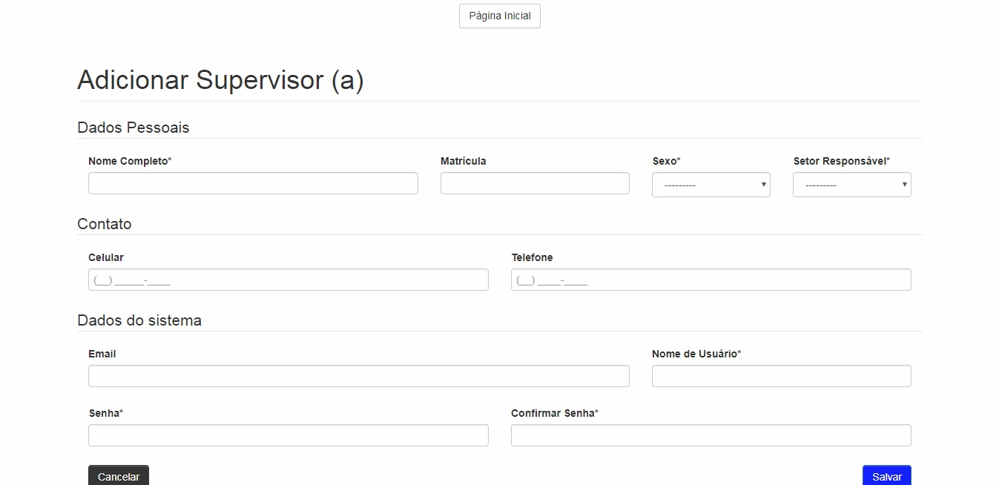 Página Inicial
Adicionar Supervisor (a)
Dados Pessoais
Nome Completo* Matrícula Sexo* Setor Responsável*
--------- ---------
Contato
Celular Telefone
(__) _____-____ (__) ____-____
Dados do sistema
Email Nome de Usuário*
Senha* Confirmar Senha*
Cancelar Salvar